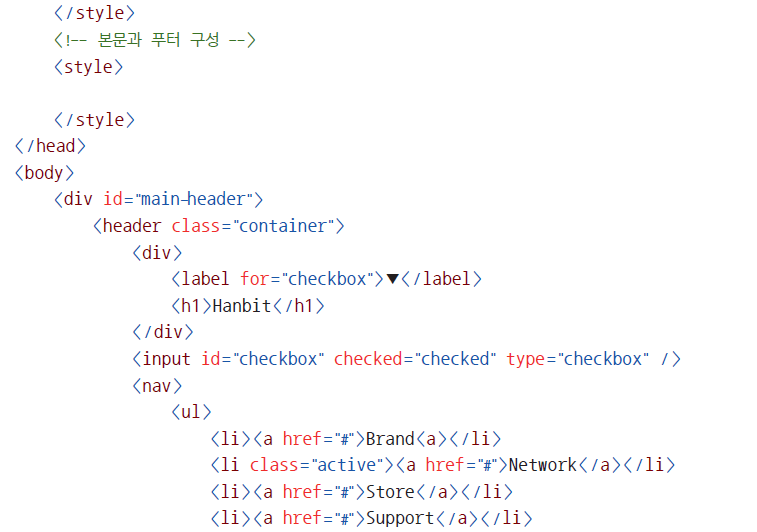 </style>
<!-- 본문과 푸터 구성 -->
<style>
</style>
</head>
<body>
<div id="main-header">
<header class="container">
<div>
<label for="checkbox">▼</label>
<h1>Hanbit</h1>
</div>
<input id="checkbox" checked="checked" type="checkbox" />
<nav>
<ul>
<li><a href="#">Brand<a></li>
<li class="active"><a href="#">Network</a></li>
<li><a href="#">Store</a></li>
<li><a href="#">Support</a></li>